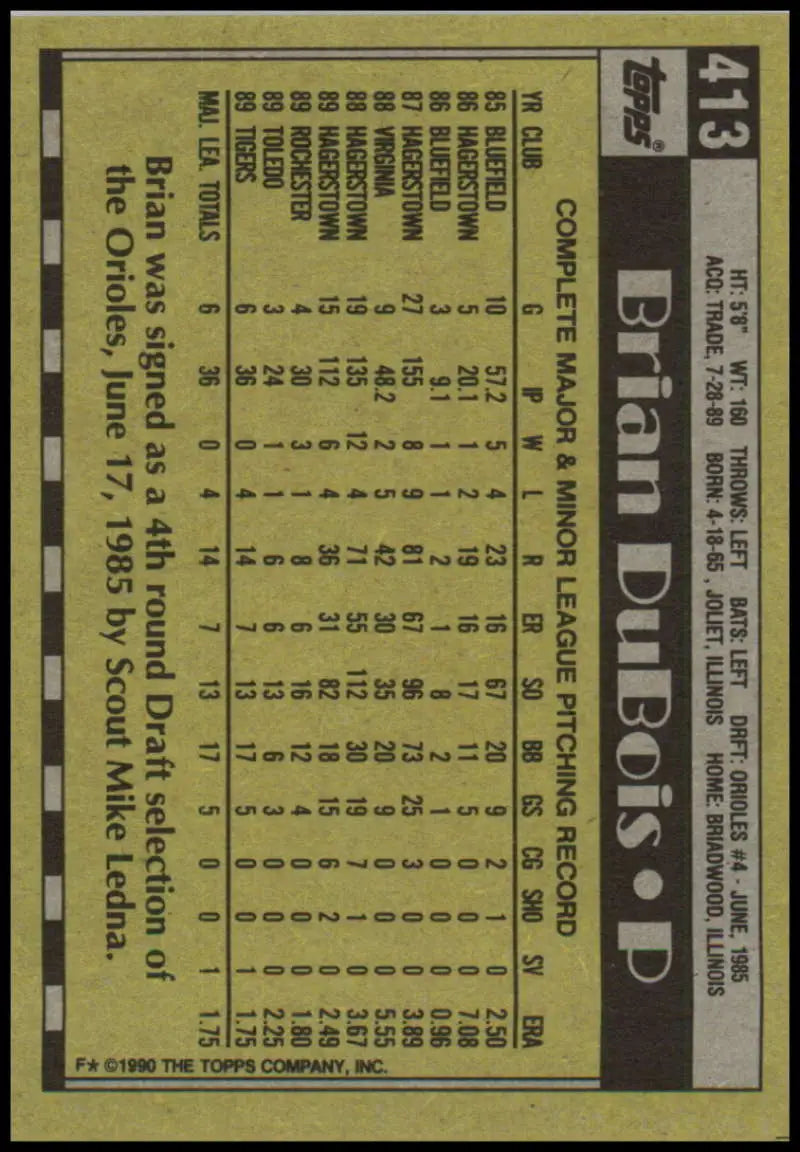 413
HT: 5'8" WT: 160 THROWS: LEFT BATS: LEFT DRFT: ORIOLES #4 - JUNE, 1985
ACQ: TRADE, 7-28-89 BORN: 4-18-65, JOLIET, ILLINOIS HOME: BRIADWOOD, ILLINOIS
topps®
Brian DuBois • P
COMPLETE MAJOR & MINOR LEAGUE PITCHING RECORD
YR CLUB G IP W L R ER SO BB GS CG SHO SV ERA
85 BLUEFIELD 10 57.2 5 4 23 16 67 20 9 2 1 0 2.50
86 HAGERSTOWN 5 20.1 1 2 19 16 17 11 5 0 0 0 7.08
86 BLUEFIELD 3 9.1 1 1 2 1 8 2 1 0 0 0 0.96
87 HAGERSTOWN 27 155 8 9 81 67 96 73 25 3 0 0 3.89
88 VIRGINIA 9 48.2 2 5 42 30 35 20 9 0 0 0 5.55
88 HAGERSTOWN 19 135 12 4 71 55 112 30 19 7 1 0 3.67
89 HAGERSTOWN 15 112 6 4 36 31 82 18 15 6 2 0 2.49
89 ROCHESTER 4 30 3 1 8 6 16 12 4 0 0 0 1.80
89 TOLEDO 3 24 1 1 6 6 13 6 3 0 0 0 2.25
89 TIGERS 6 36 0 4 14 7 13 17 5 0 0 1 1.75
MAJ. LEA. TOTALS 6 36 0 4 14 7 13 17 5 0 0 1 1.75
Brian was signed as a 4th round Draft selection of
the Orioles, June 17, 1985 by Scout Mike Ledna.
F* ©1990 THE TOPPS COMPANY, INC.